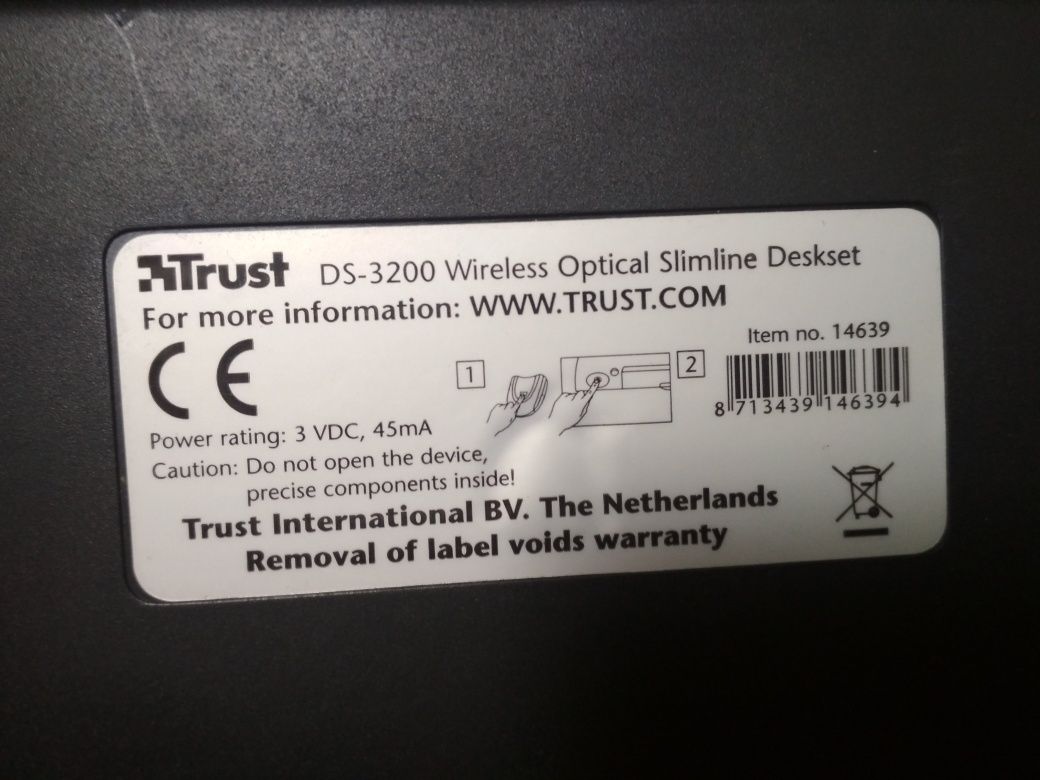 Trust DS-3200 Wireless Optical Slimline Deskset
For more information: WWW.TRUST.COM
CE
1
2
Item no. 14639
8 713439 146394
Power rating: 3 VDC, 45mA
Caution: Do not open the device,
precise components inside!
Trust International BV. The Netherlands
Removal of label voids warranty